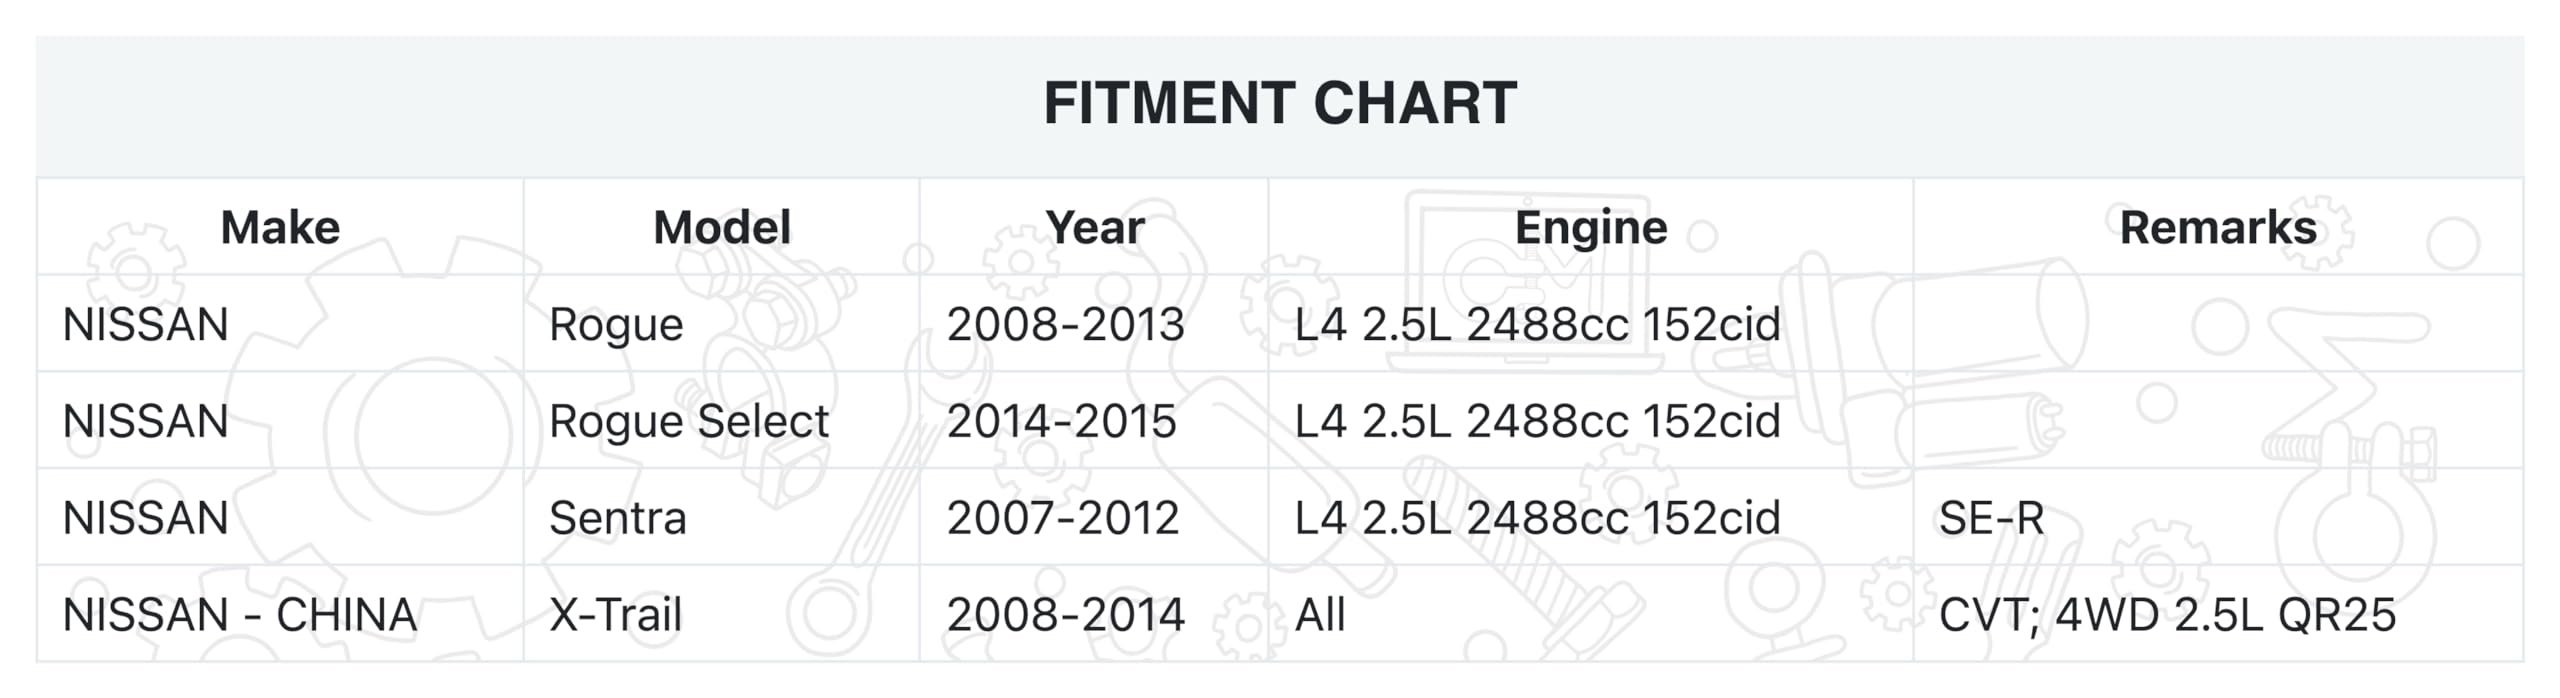 FITMENT CHART
Make Model Year Engine Remarks
NISSAN Rogue 2008-2013 L4 2.5L 2488cc 152cid
NISSAN Rogue Select 2014-2015 L4 2.5L 2488cc 152cid
NISSAN Sentra 2007-2012 L4 2.5L 2488cc 152cid SE-R
NISSAN - CHINA X-Trail 2008-2014 All CVT; 4WD 2.5L QR25